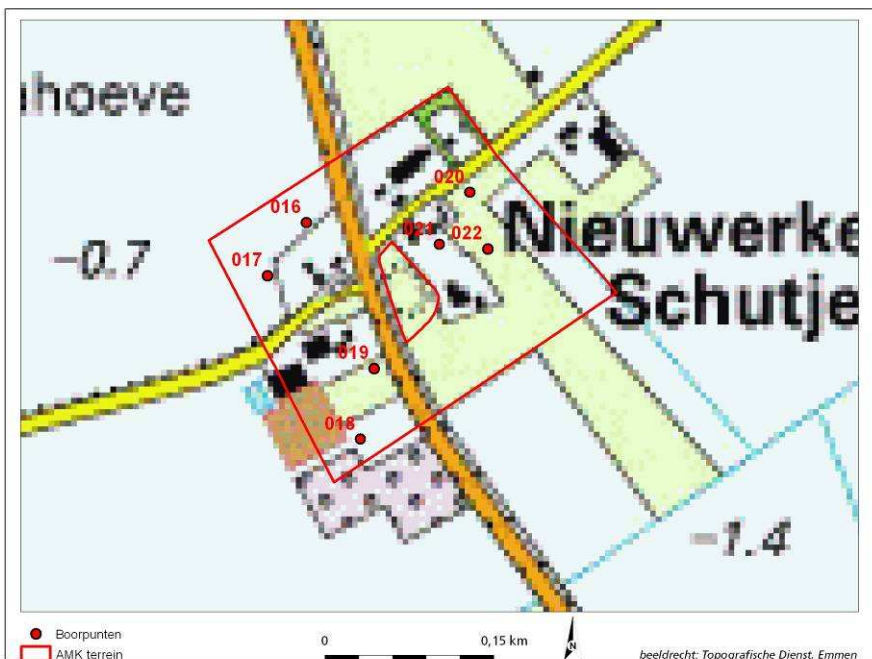 hoeve
020
016
021
022
Nieuwerke
017
-0.7
Schutje
019
018
-1.4
Boorpunten
AMK terrein
0
0,15 km
N
beeldrecht: Topografische Dienst, Emmen